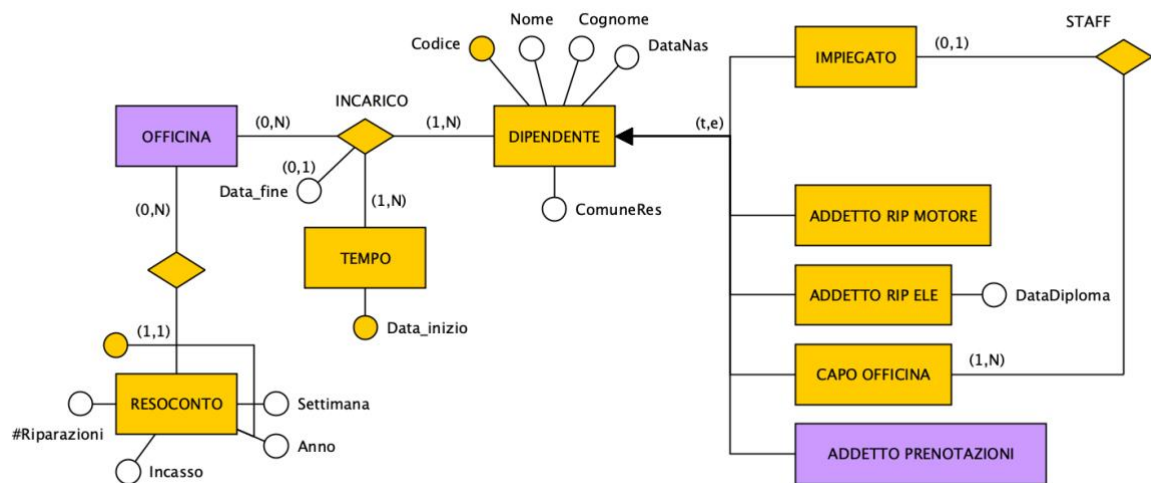 STAFF
Nome
Cognome
Codice
DataNas
IMPIEGATO
(0,1)
INCARICO
OFFICINA
(0,N)
(1,N)
DIPENDENTE
(t,e)
(0,1)
Data_fine
(1,N)
ComuneRes
(0,N)
ADDETTO RIP MOTORE
TEMPO
ADDETTO RIP ELE
DataDiploma
Data_inizio
(1,1)
CAPO OFFICINA
(1,N)
RESOCONTO
Settimana
#Riparazioni
Anno
Incasso
ADDETTO PRENOTAZIONI